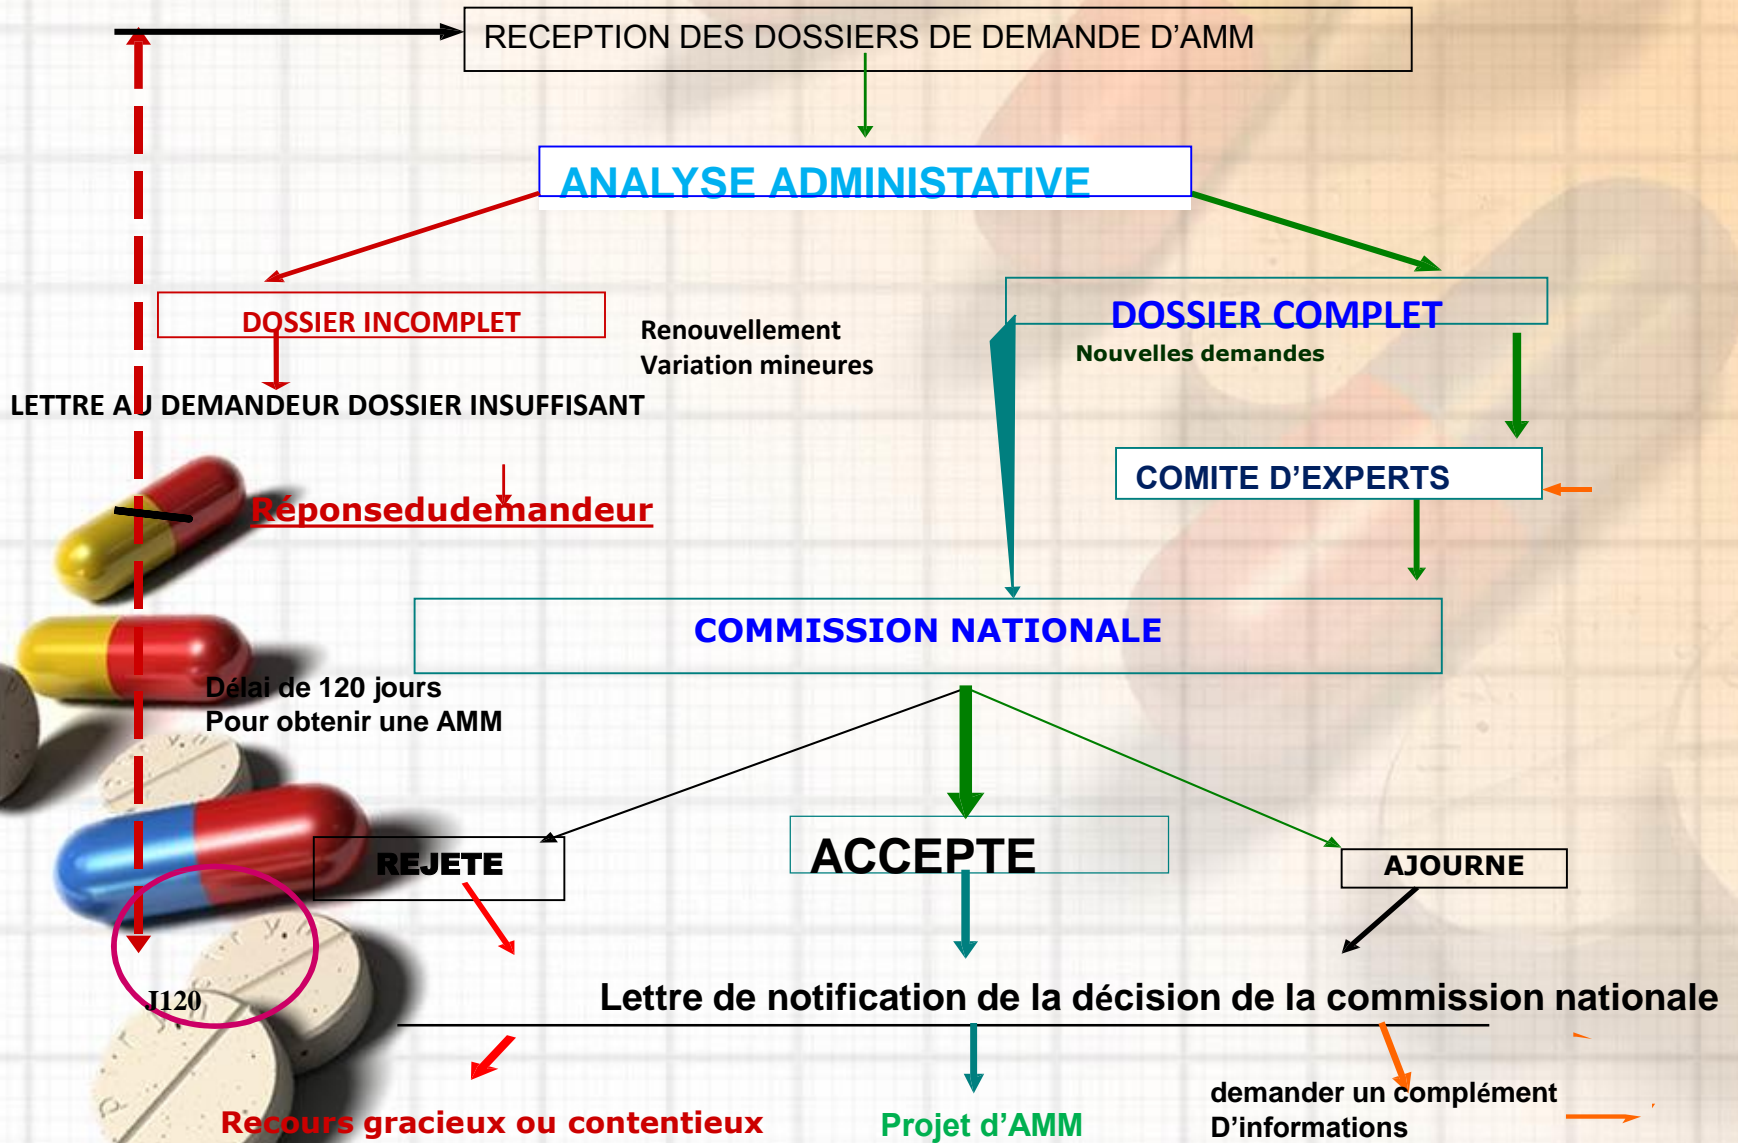 RECEPTION DES DOSSIERS DE DEMANDE D'AMM
ANALYSE ADMINISTATIVE
DOSSIER INCOMPLET
Renouvellement
Variation mineures
DOSSIER COMPLET
Nouvelles demandes
LETTRE AU DEMANDEUR DOSSIER INSUFFISANT
COMITE D'EXPERTS
Réponsedudemandeur
COMMISSION NATIONALE
Délai de 120 jours
Pour obtenir une AMM
REJETE
ACCEPTE
AJOURNE
J120
Lettre de notification de la décision de la commission nationale
Recours gracieux ou contentieux
Projet d'AMM
demander un complément
D'informations